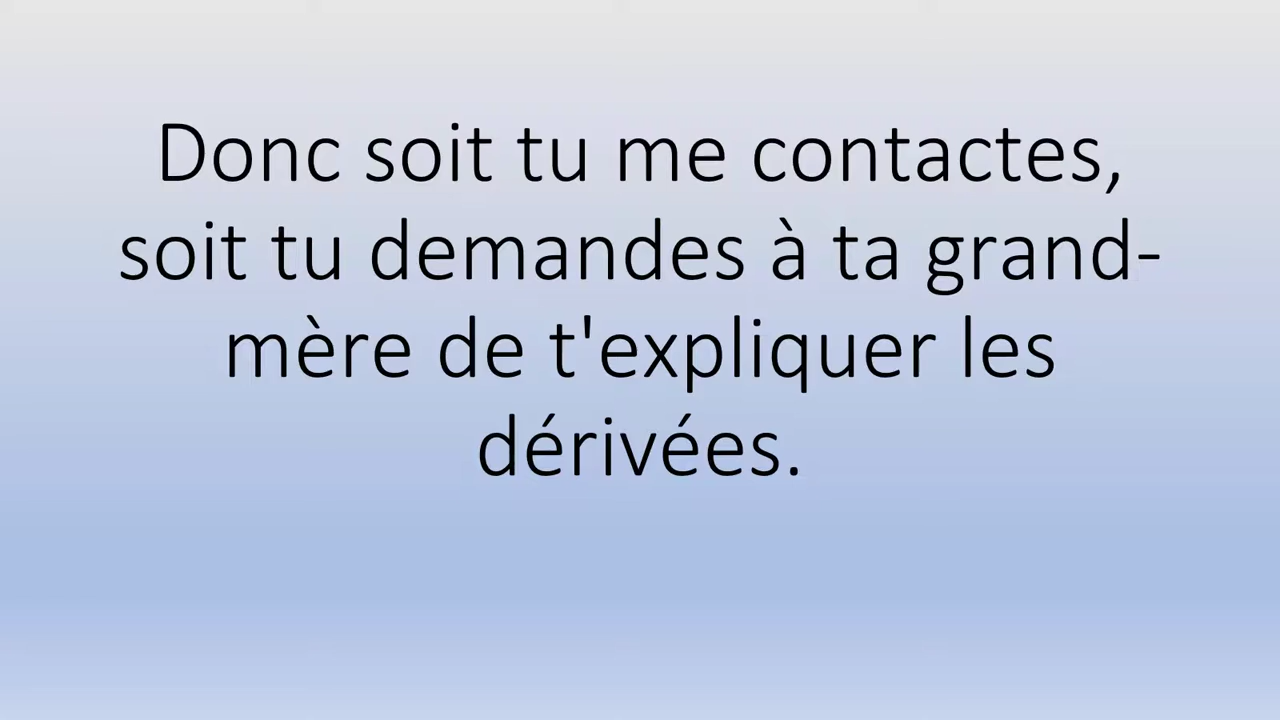 Donc soit tu me contactes,
soit tu demandes à ta grand-
mère de t'expliquer les
dérivées.